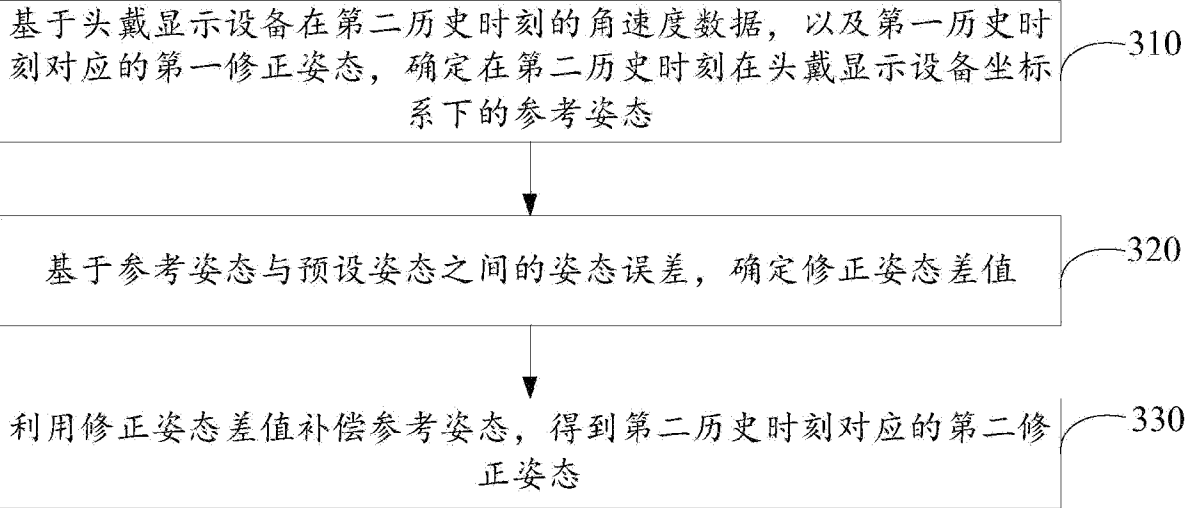 基于头戴显示设备在第二历史时刻的角速度数据，以及第一历史时
刻对应的第一修正姿态，确定在第二历史时刻在头戴显示设备坐标
系下的参考姿态
310
基于参考姿态与预设姿态之间的姿态误差，确定修正姿态差值
320
利用修正姿态差值补偿参考姿态，得到第二历史时刻对应的第二修
正姿态
330